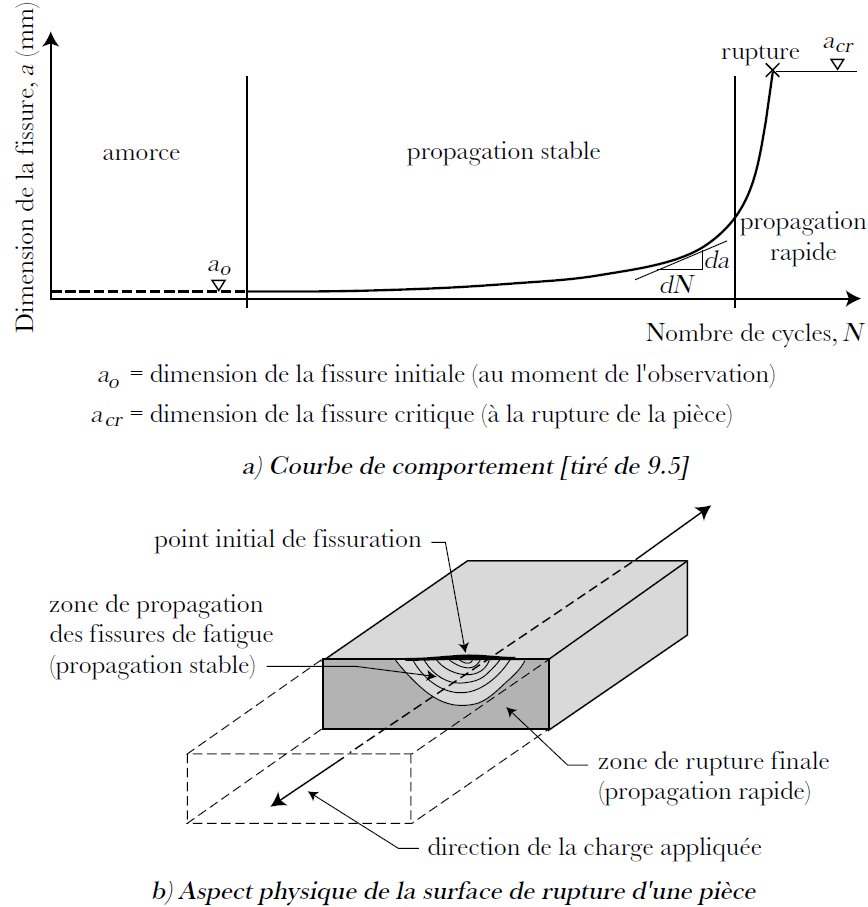 Dimension de la fissure, a (mm)
rupture
a_cr
amorce
propagation stable
propagation
rapide
a_o
da
dN
Nombre de cycles, N
a_o = dimension de la fissure initiale (au moment de l'observation)
a_cr = dimension de la fissure critique (à la rupture de la pièce)
a) Courbe de comportement [tiré de 9.5]
point initial de fissuration
zone de propagation
des fissures de fatigue
(propagation stable)
zone de rupture finale
(propagation rapide)
direction de la charge appliquée
b) Aspect physique de la surface de rupture d'une pièce